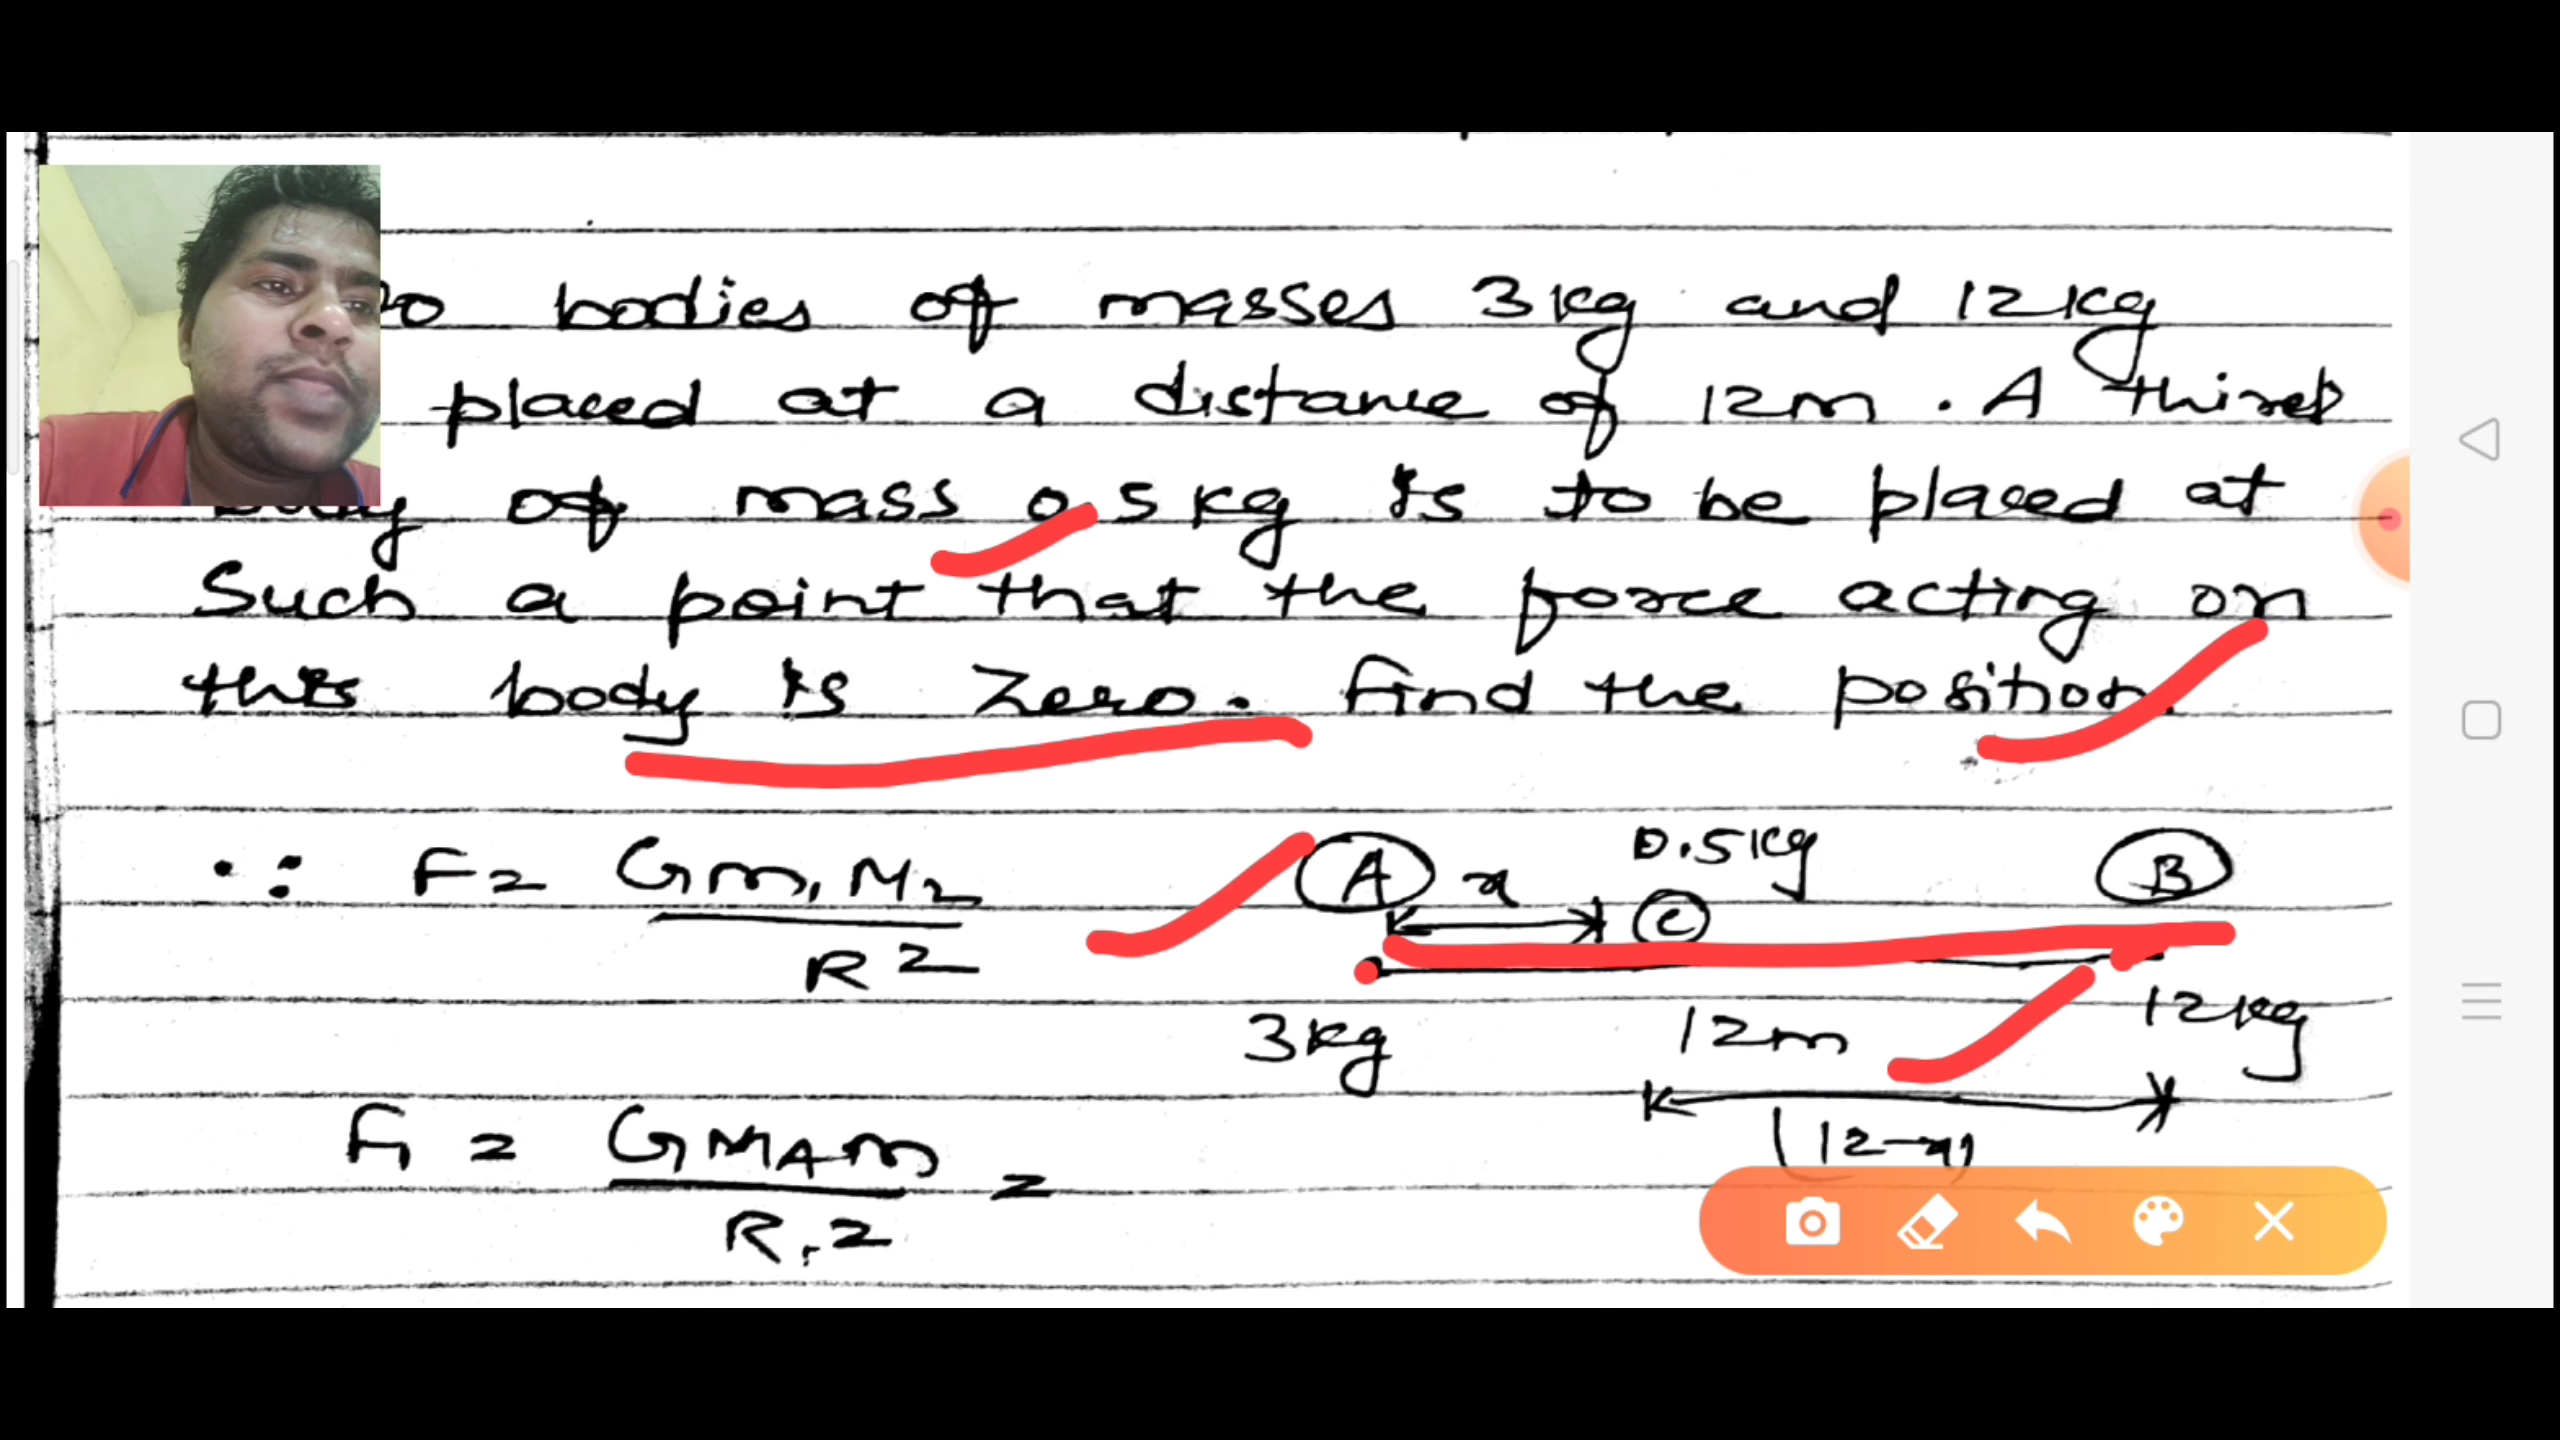 bodies of masses 3kg and 12kg
placed at a distance of 12m. A third
body of mass 0.5kg is to be placed at
Such a point that the force acting on
this body is Zero. Find the position.
∵ F = Gm1M2 / R2
A x 0.5kg C B
3kg 12m 12kg
(12-x)
F1 = GMAm / R12 =